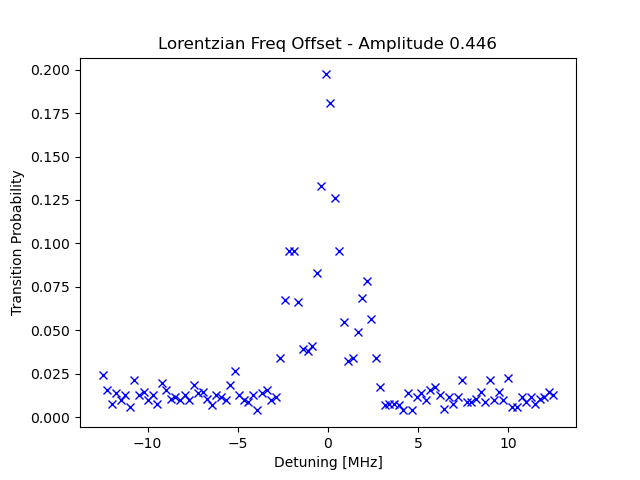 Lorentzian Freq Offset - Amplitude 0.446
0.200
0.175
0.150
0.125
0.100
0.075
0.050
0.025
0.000
Transition Probability
−10 −5 0 5 10
Detuning [MHz]